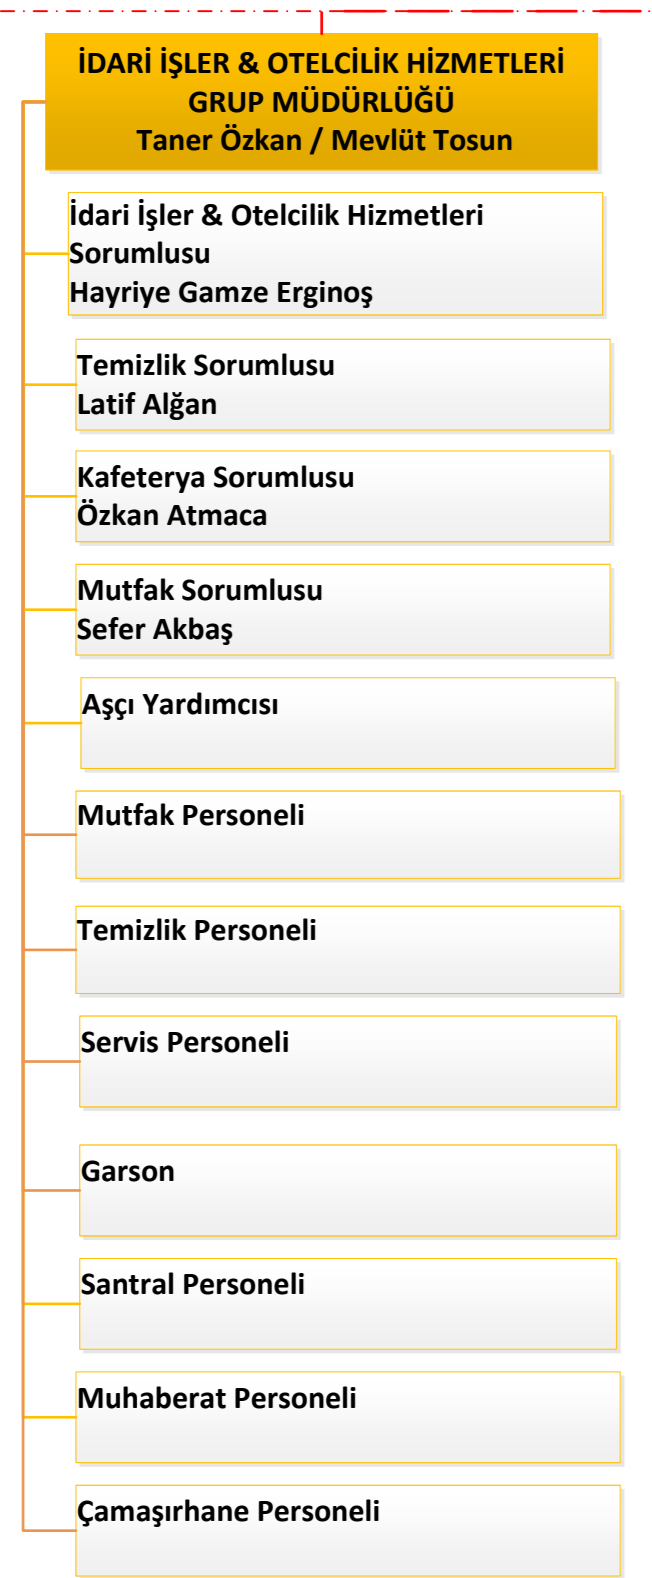 İDARİ İŞLER & OTELCİLİK HİZMETLERİ
GRUP MÜDÜRLÜĞÜ
Taner Özkan / Mevlüt Tosun
İdari İşler & Otelcilik Hizmetleri
Sorumlusu
Hayriye Gamze Erginoş
Temizlik Sorumlusu
Latif Alğan
Kafeterya Sorumlusu
Özkan Atmaca
Mutfak Sorumlusu
Sefer Akbaş
Aşçı Yardımcısı
Mutfak Personeli
Temizlik Personeli
Servis Personeli
Garson
Santral Personeli
Muhaberat Personeli
Çamaşırhane Personeli